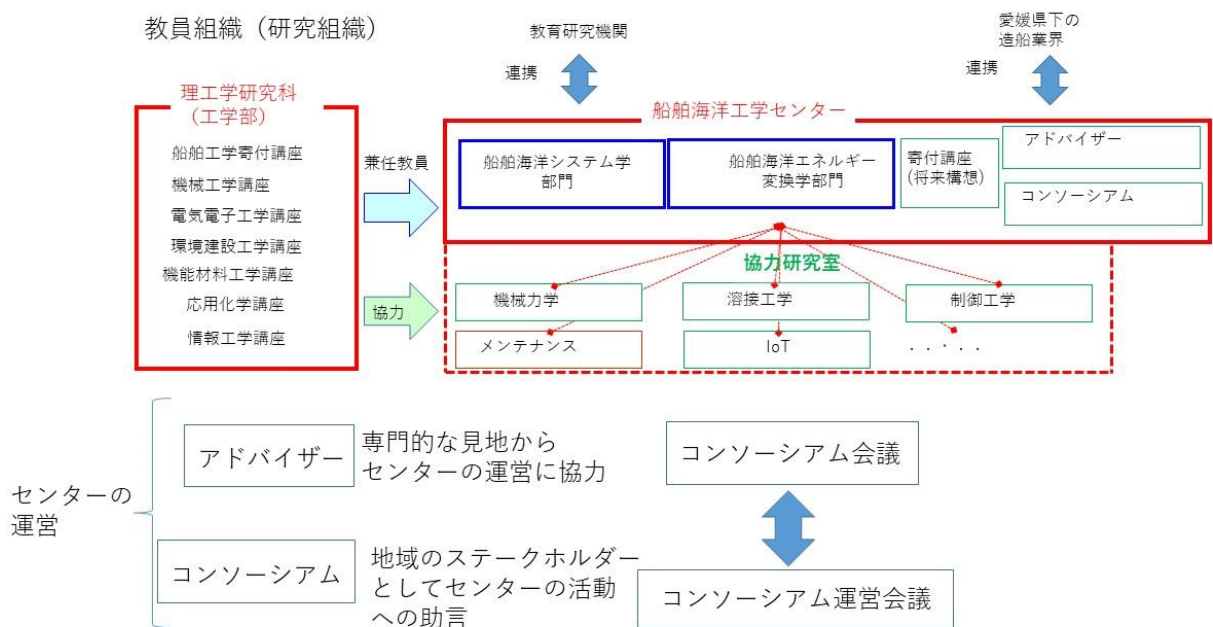 教員組織（研究組織）
教育研究機関
連携
愛媛県下の
造船業界
連携
理工学研究科
（工学部）
船舶工学寄付講座
機械工学講座
電気電子工学講座
環境建設工学講座
機能材料工学講座
応用化学講座
情報工学講座
兼任教員
協力
船舶海洋工学センター
船舶海洋システム学
部門
船舶海洋エネルギー
変換学部門
寄付講座
(将来構想)
アドバイザー
コンソーシアム
協力研究室
機械力学
溶接工学
制御工学
メンテナンス
IoT
・・・・・
センターの
運営
アドバイザー
専門的な見地から
センターの運営に協力
コンソーシアム
地域のステークホルダー
としてセンターの活動
への助言
コンソーシアム会議
コンソーシアム運営会議